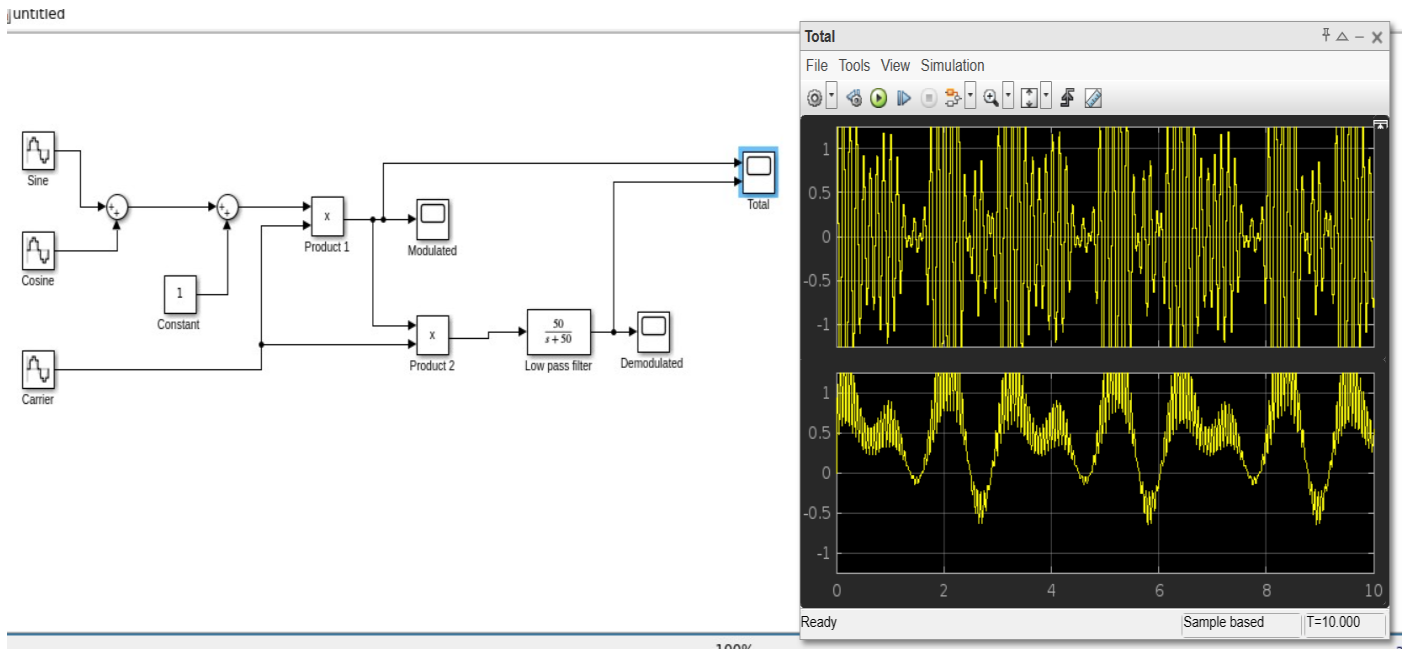 untitled
Total
File Tools View Simulation
Sine
Cosine
1
Constant
Carrier
x
Product 1
Modulated
x
Product 2
50
s + 50
Low pass filter
Demodulated
Total
1
0.5
0
-0.5
-1
1
0.5
0
-0.5
-1
0 2 4 6 8 10
Ready Sample based T=10.000
100%